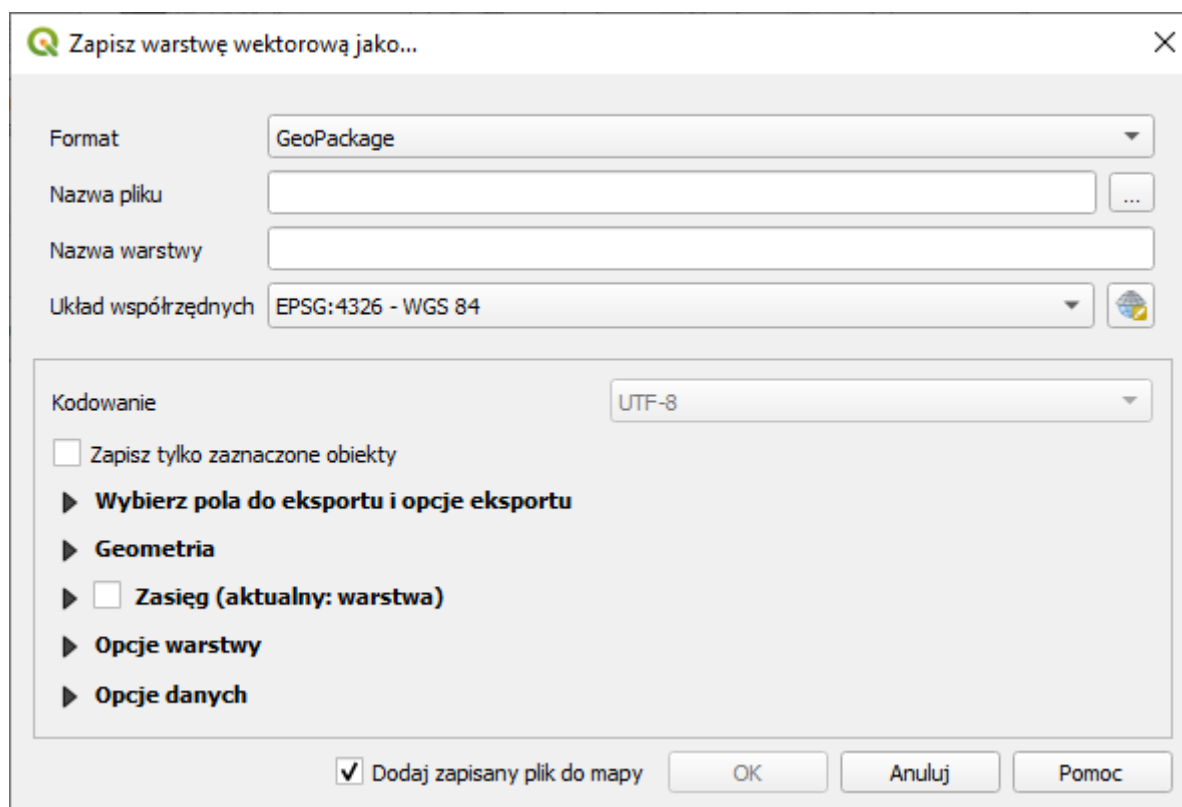 Zapisz warstwę wektorową jako...
Format GeoPackage
Nazwa pliku ...
Nazwa warstwy
Układ współrzędnych EPSG:4326 - WGS 84
Kodowanie UTF-8
Zapisz tylko zaznaczone obiekty
Wybierz pola do eksportu i opcje eksportu
Geometria
Zasięg (aktualny: warstwa)
Opcje warstwy
Opcje danych
Dodaj zapisany plik do mapy OK Anuluj Pomoc